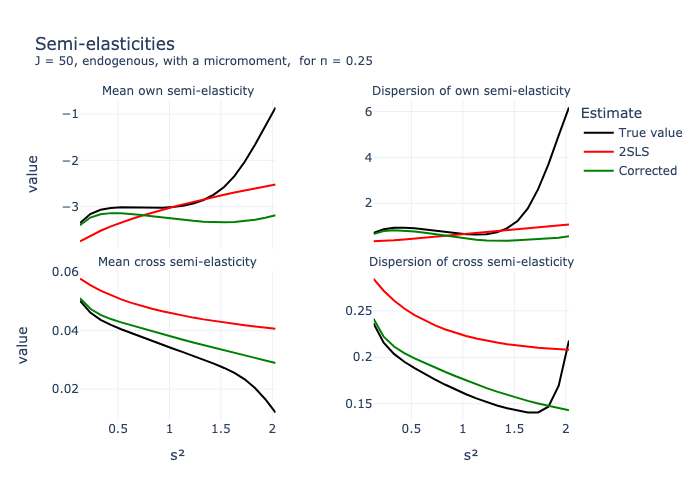 Semi-elasticities
J = 50, endogenous, with a micromoment,  for π = 0.25
Mean own semi-elasticity
Dispersion of own semi-elasticity
Estimate
True value
2SLS
Corrected
−1
−2
−3
value
6
4
2
Mean cross semi-elasticity
Dispersion of cross semi-elasticity
0.06
0.04
0.02
value
0.25
0.2
0.15
0.5
1
1.5
2
0.5
1
1.5
2
s²
s²